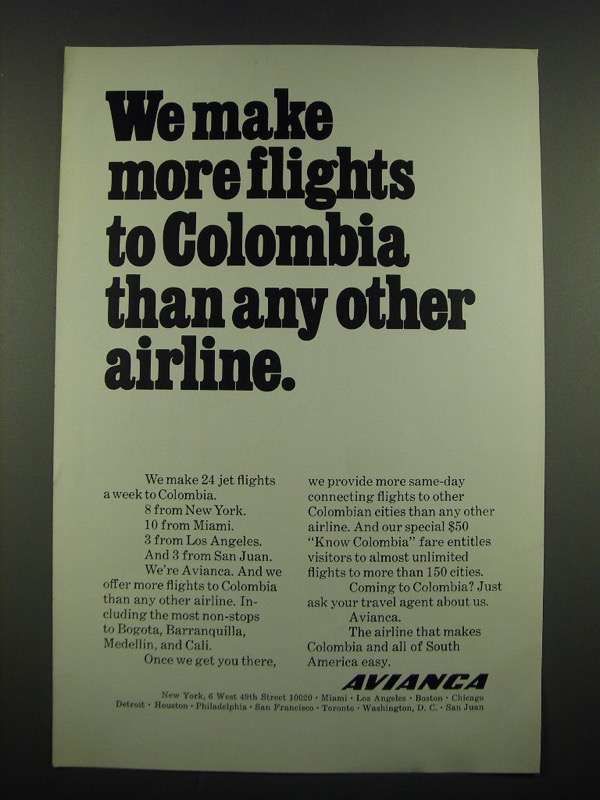 We make
more flights
to Colombia
than any other
airline.
We make 24 jet flights
a week to Colombia.
8 from New York.
10 from Miami.
3 from Los Angeles.
And 3 from San Juan.
We're Avianca. And we
offer more flights to Colombia
than any other airline. In-
cluding the most non-stops
to Bogota, Barranquilla,
Medellin, and Cali.
Once we get you there,
we provide more same-day
connecting flights to other
Colombian cities than any other
airline. And our special $50
"Know Colombia" fare entitles
visitors to almost unlimited
flights to more than 150 cities.
Coming to Colombia? Just
ask your travel agent about us.
Avianca.
The airline that makes
Colombia and all of South
America easy.
AVIANCA
New York, 6 West 49th Street 10020 · Miami · Los Angeles · Boston · Chicago
Detroit · Houston · Philadelphia · San Francisco · Toronto · Washington, D. C. · San Juan